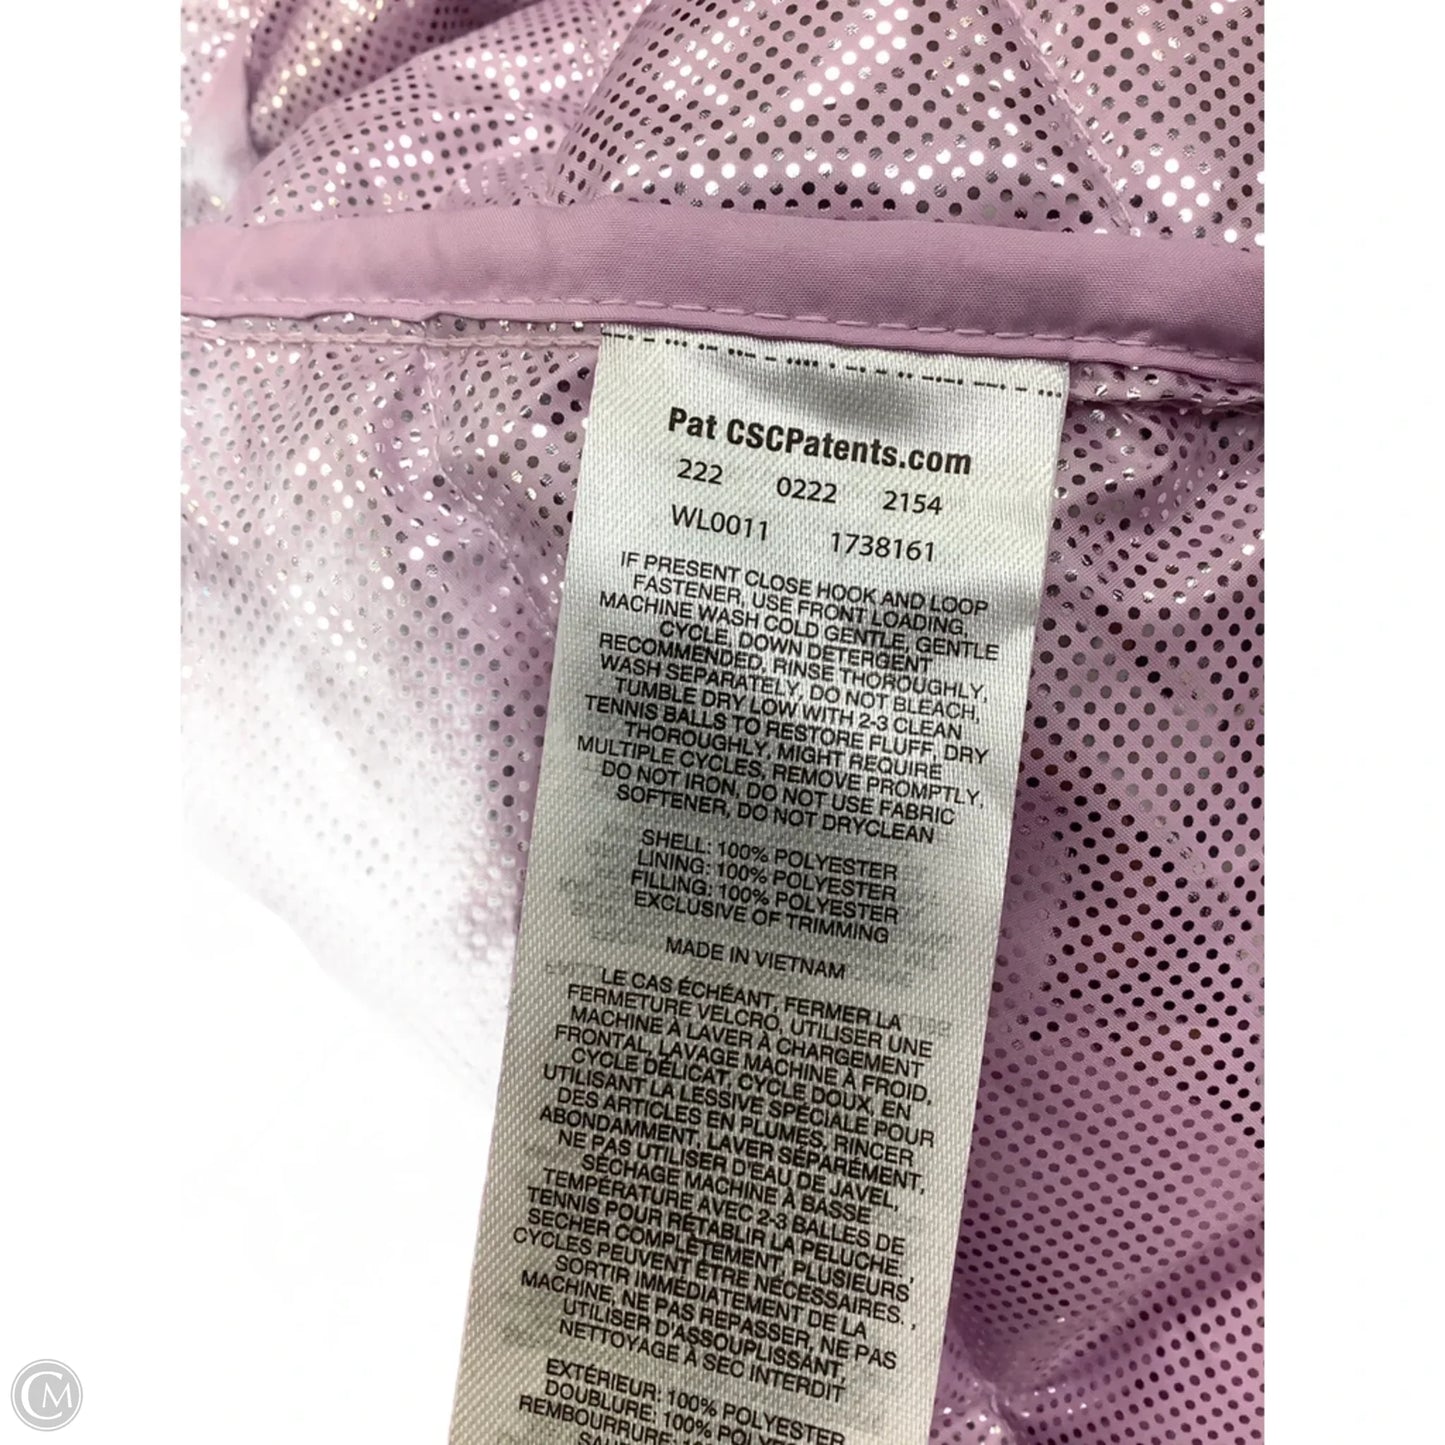 Pat CSCPatents.com
222 0222 2154
WL0011 1738161
IF PRESENT CLOSE HOOK AND LOOP
FASTENER, USE FRONT LOADING,
MACHINE WASH COLD GENTLE, GENTLE
CYCLE, DOWN DETERGENT
RECOMMENDED, RINSE THOROUGHLY,
WASH SEPARATELY, DO NOT BLEACH,
TUMBLE DRY LOW WITH 2-3 CLEAN
TENNIS BALLS TO RESTORE FLUFF, DRY
THOROUGHLY, MIGHT REQUIRE
MULTIPLE CYCLES, REMOVE PROMPTLY,
DO NOT IRON, DO NOT USE FABRIC
SOFTENER, DO NOT DRYCLEAN
SHELL: 100% POLYESTER
LINING: 100% POLYESTER
FILLING: 100% POLYESTER
EXCLUSIVE OF TRIMMING
MADE IN VIETNAM
LE CAS ÉCHÉANT, FERMER LA
FERMETURE VELCRO, UTILISER UNE
MACHINE À LAVER À CHARGEMENT
FRONTAL, LAVAGE MACHINE À FROID,
CYCLE DÉLICAT, CYCLE DOUX, EN
UTILISANT LA LESSIVE SPÉCIALE POUR
DES ARTICLES EN PLUMES, RINCER
ABONDAMMENT, LAVER SÉPARÉMENT,
NE PAS UTILISER D'EAU DE JAVEL,
SÉCHAGE MACHINE À BASSE
TEMPÉRATURE AVEC 2-3 BALLES DE
TENNIS POUR RÉTABLIR LA PELUCHE. ,
SÉCHER COMPLÈTEMENT, PLUSIEURS
CYCLES PEUVENT ÊTRE NÉCESSAIRES. ,
SORTIR IMMÉDIATEMENT DE LA
MACHINE, NE PAS REPASSER, NE PAS
UTILISER D'ASSOUPLISSANT,
NETTOYAGE À SEC INTERDIT
EXTÉRIEUR: 100% POLYESTER
DOUBLURE: 100% POLYESTER
REMBOURRURE: 100% POLYESTER
CM